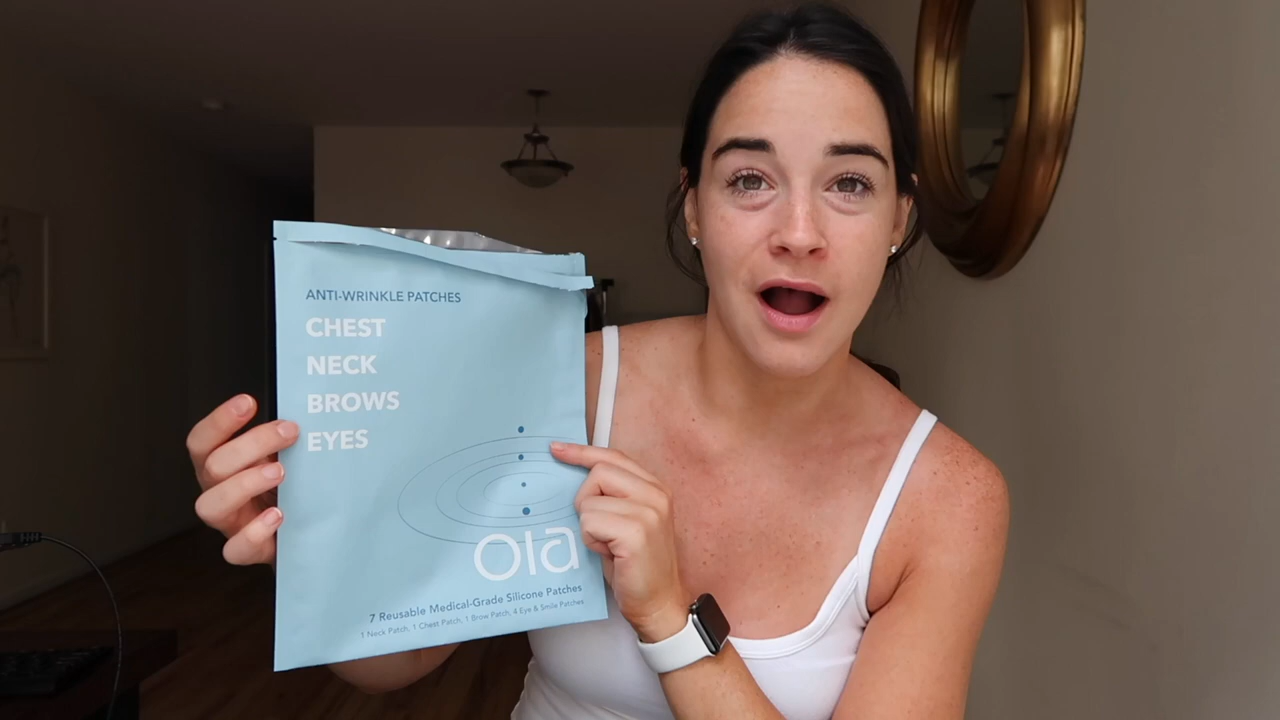 ANTI-WRINKLE PATCHES
CHEST
NECK
BROWS
EYES
ola
7 Reusable Medical-Grade Silicone Patches
1 Neck Patch, 1 Chest Patch, 1 Brow Patch, 4 Eye & Smile Patches